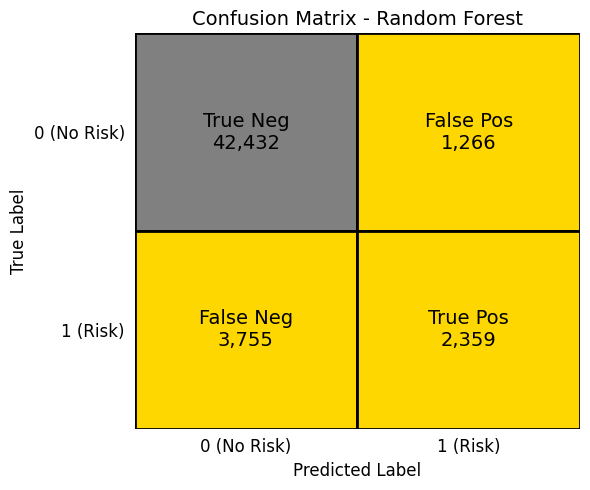 Confusion Matrix - Random Forest
True Label
0 (No Risk)
True Neg
42,432
False Pos
1,266
1 (Risk)
False Neg
3,755
True Pos
2,359
0 (No Risk)
1 (Risk)
Predicted Label